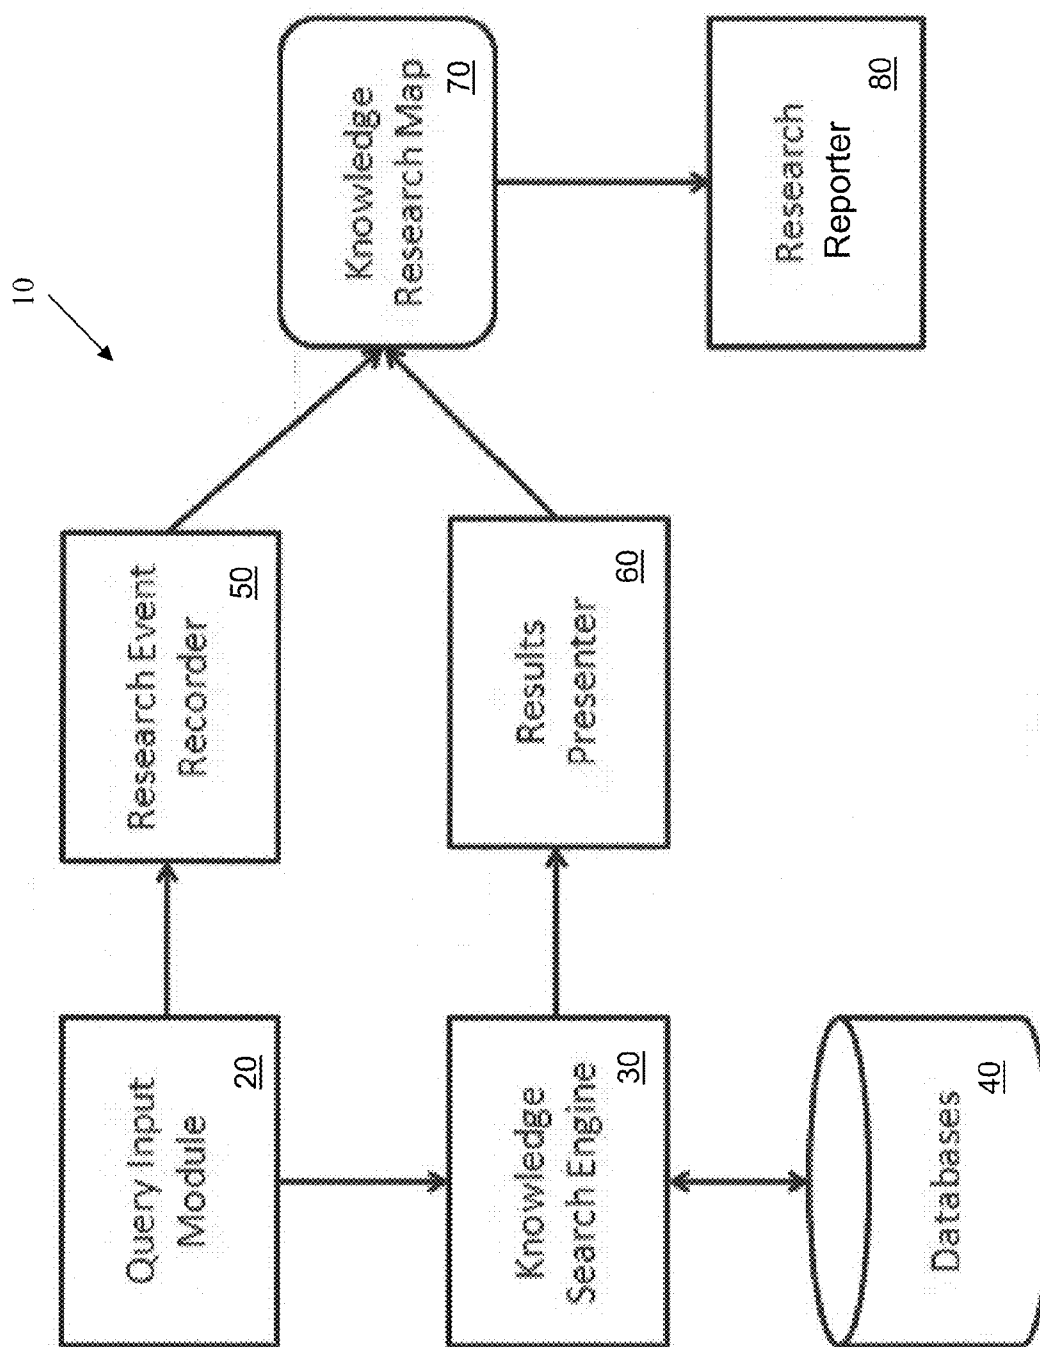 10
Query Input
Module
20
Research Event
Recorder
50
Knowledge
Research Map
70
Knowledge
Search Engine
30
Results
Presenter
60
Research
Reporter
80
Databases
40